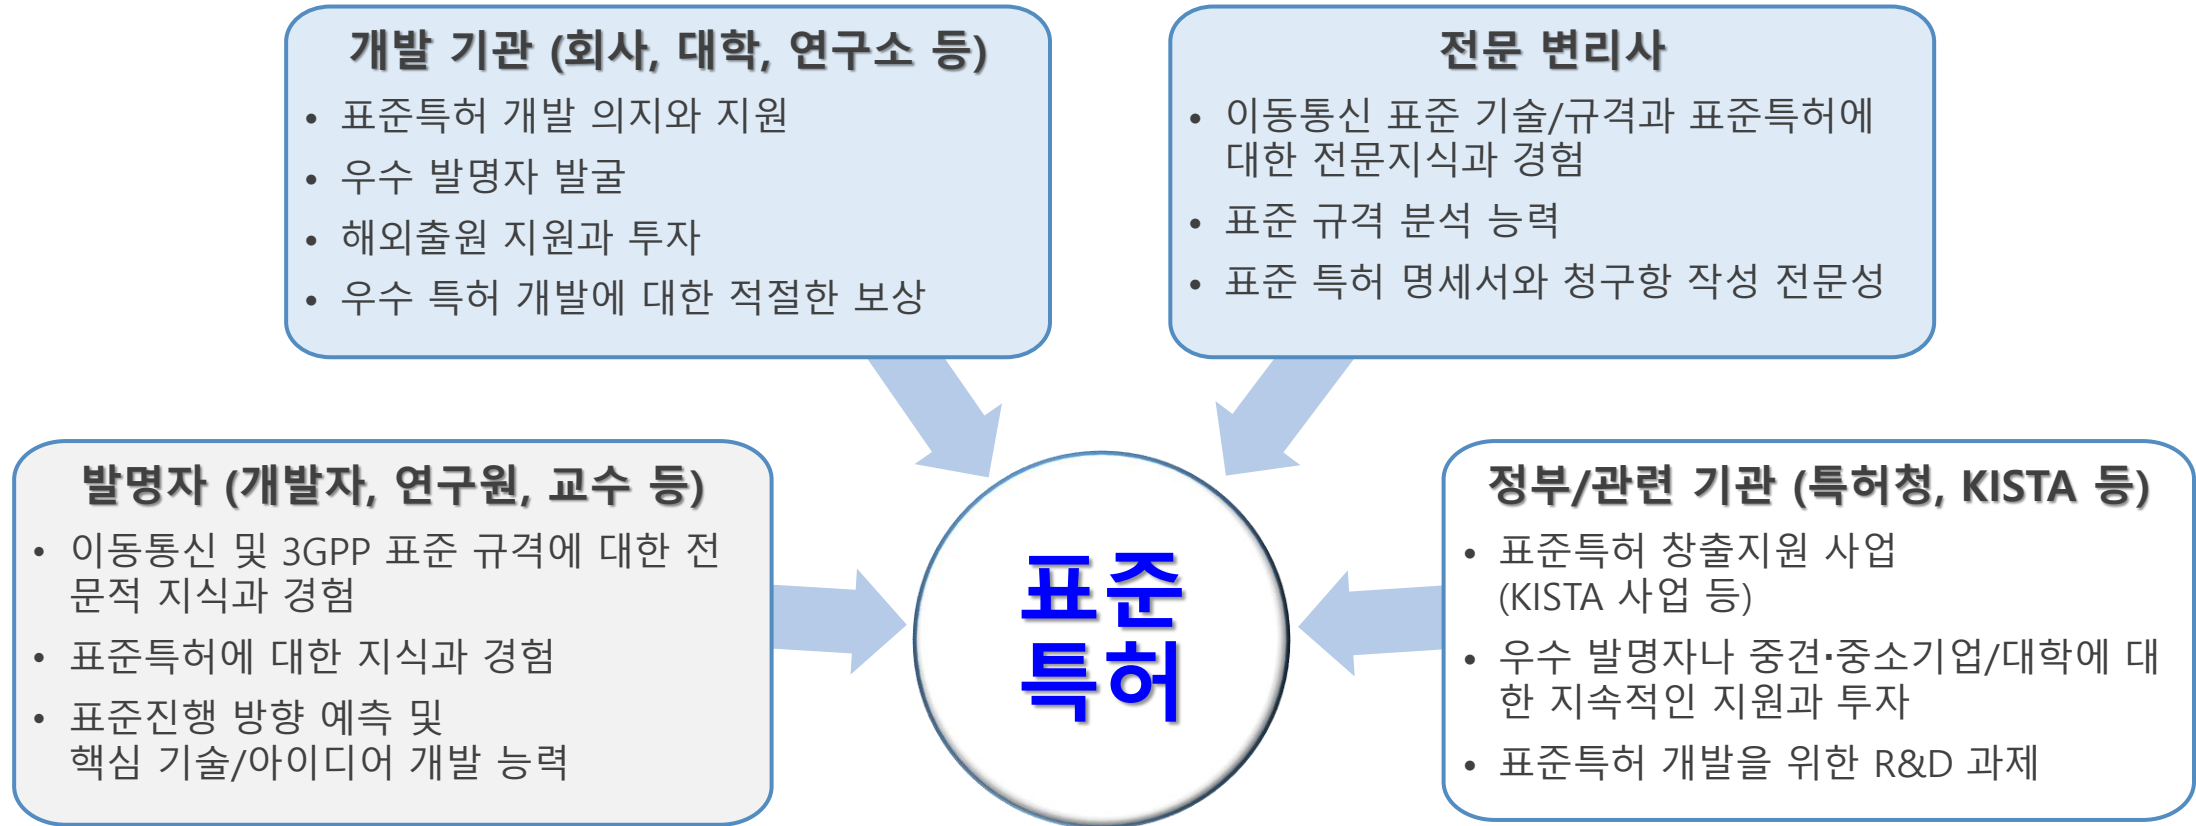 개발 기관 (회사, 대학, 연구소 등)
• 표준특허 개발 의지와 지원
• 우수 발명자 발굴
• 해외출원 지원과 투자
• 우수 특허 개발에 대한 적절한 보상
전문 변리사
• 이동통신 표준 기술/규격과 표준특허에
대한 전문지식과 경험
• 표준 규격 분석 능력
• 표준 특허 명세서와 청구항 작성 전문성
발명자 (개발자, 연구원, 교수 등)
• 이동통신 및 3GPP 표준 규격에 대한 전
문적 지식과 경험
• 표준특허에 대한 지식과 경험
• 표준진행 방향 예측 및
핵심 기술/아이디어 개발 능력
표준
특허
정부/관련 기관 (특허청, KISTA 등)
• 표준특허 창출지원 사업
(KISTA 사업 등)
• 우수 발명자나 중견·중소기업/대학에 대
한 지속적인 지원과 투자
• 표준특허 개발을 위한 R&D 과제